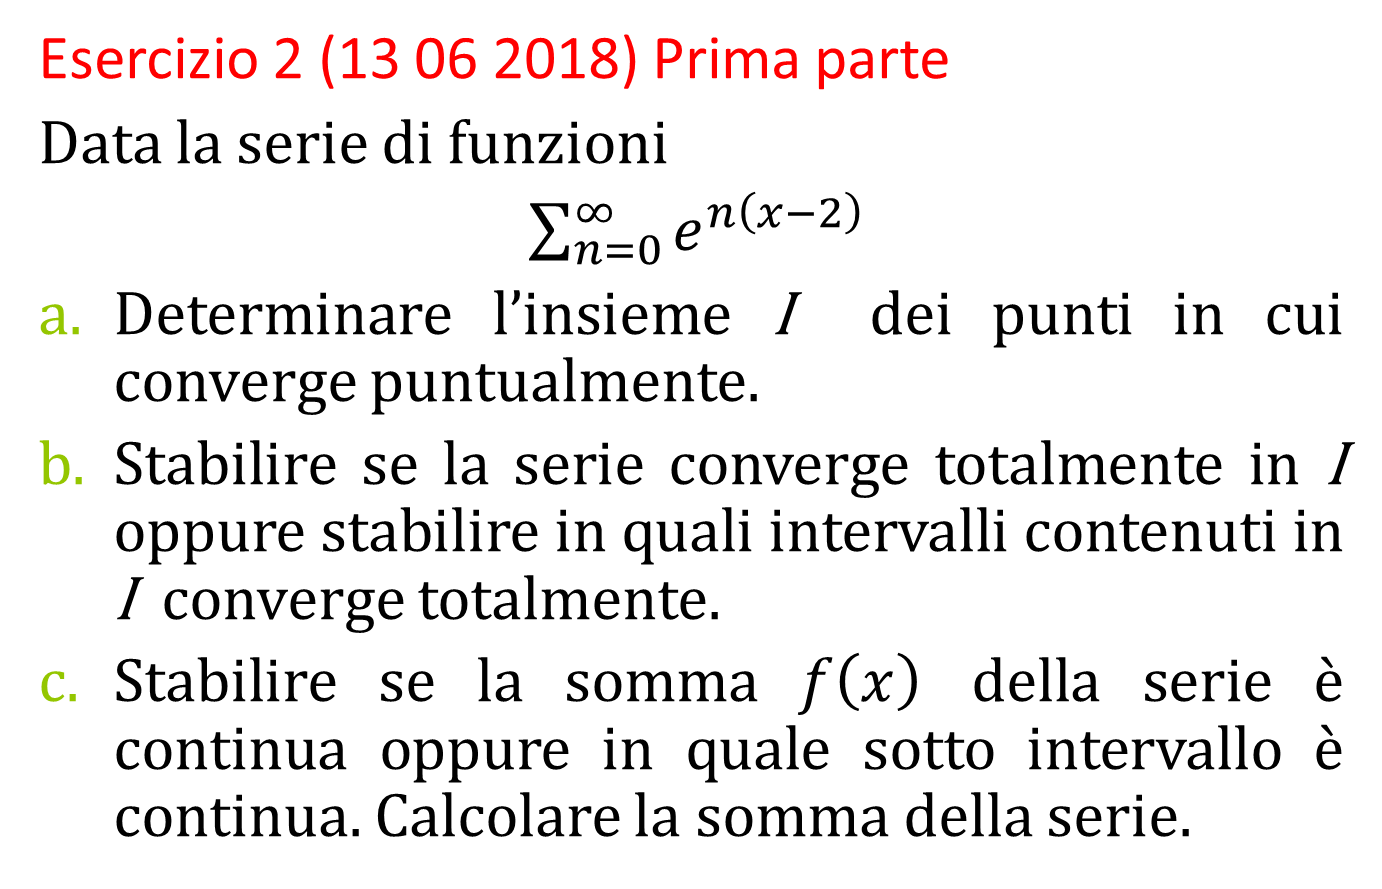 Esercizio 2 (13 06 2018) Prima parte
Data la serie di funzioni
∑_{n=0}^{∞} e^{n(x−2)}
a. Determinare l’insieme I dei punti in cui
converge puntualmente.
b. Stabilire se la serie converge totalmente in I
oppure stabilire in quali intervalli contenuti in
I converge totalmente.
c. Stabilire se la somma f(x) della serie è
continua oppure in quale sotto intervallo è
continua. Calcolare la somma della serie.